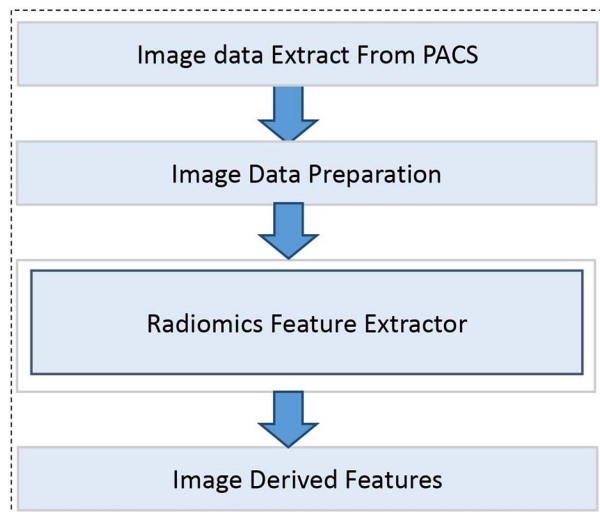 Image data Extract From PACS
Image Data Preparation
Radiomics Feature Extractor
Image Derived Features